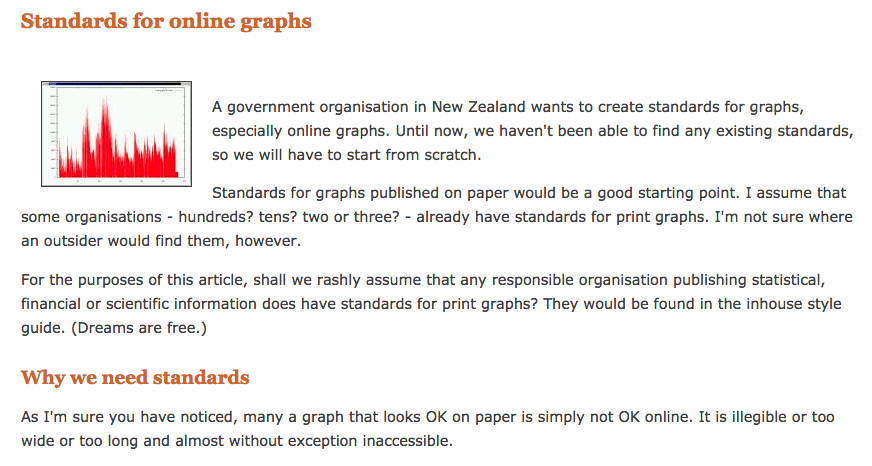 Standards for online graphs
A government organisation in New Zealand wants to create standards for graphs,
especially online graphs. Until now, we haven't been able to find any existing standards,
so we will have to start from scratch.
Standards for graphs published on paper would be a good starting point. I assume that
some organisations - hundreds? tens? two or three? - already have standards for print graphs. I'm not sure where
an outsider would find them, however.
For the purposes of this article, shall we rashly assume that any responsible organisation publishing statistical,
financial or scientific information does have standards for print graphs? They would be found in the inhouse style
guide. (Dreams are free.)
Why we need standards
As I'm sure you have noticed, many a graph that looks OK on paper is simply not OK online. It is illegible or too
wide or too long and almost without exception inaccessible.